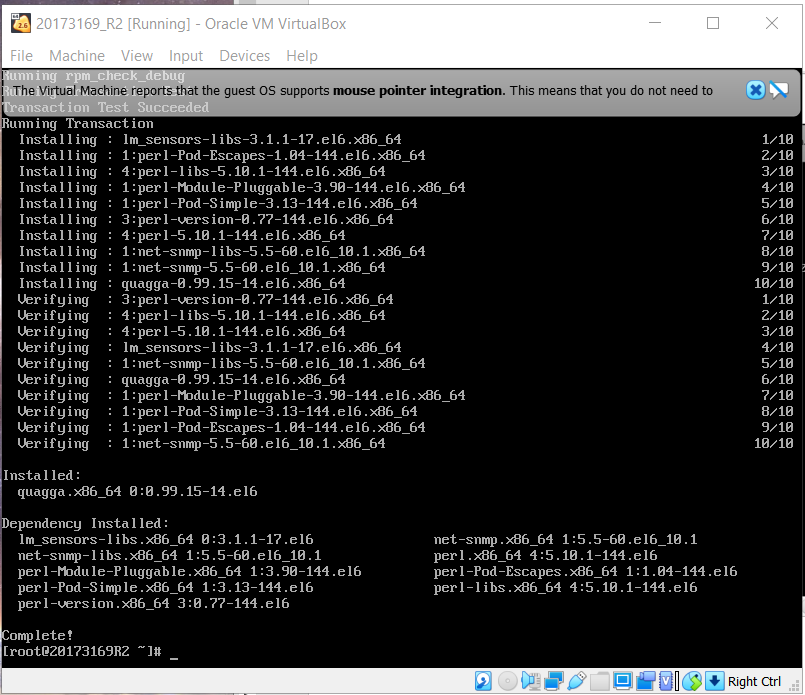 20173169_R2 [Running] - Oracle VM VirtualBox
File Machine View Input Devices Help
Running rpm_check_debug
The Virtual Machine reports that the guest OS supports mouse pointer integration. This means that you do not need to
Transaction Test Succeeded
Running Transaction
Installing : lm_sensors-libs-3.1.1-17.el6.x86_64 1/10
Installing : 1:perl-Pod-Escapes-1.04-144.el6.x86_64 2/10
Installing : 4:perl-libs-5.10.1-144.el6.x86_64 3/10
Installing : 1:perl-Module-Pluggable-3.90-144.el6.x86_64 4/10
Installing : 1:perl-Pod-Simple-3.13-144.el6.x86_64 5/10
Installing : 3:perl-version-0.77-144.el6.x86_64 6/10
Installing : 4:perl-5.10.1-144.el6.x86_64 7/10
Installing : 1:net-snmp-libs-5.5-60.el6_10.1.x86_64 8/10
Installing : 1:net-snmp-5.5-60.el6_10.1.x86_64 9/10
Installing : quagga-0.99.15-14.el6.x86_64 10/10
Verifying : 3:perl-version-0.77-144.el6.x86_64 1/10
Verifying : 4:perl-libs-5.10.1-144.el6.x86_64 2/10
Verifying : 4:perl-5.10.1-144.el6.x86_64 3/10
Verifying : lm_sensors-libs-3.1.1-17.el6.x86_64 4/10
Verifying : 1:net-snmp-libs-5.5-60.el6_10.1.x86_64 5/10
Verifying : quagga-0.99.15-14.el6.x86_64 6/10
Verifying : 1:perl-Module-Pluggable-3.90-144.el6.x86_64 7/10
Verifying : 1:perl-Pod-Simple-3.13-144.el6.x86_64 8/10
Verifying : 1:perl-Pod-Escapes-1.04-144.el6.x86_64 9/10
Verifying : 1:net-snmp-5.5-60.el6_10.1.x86_64 10/10
Installed:
quagga.x86_64 0:0.99.15-14.el6
Dependency Installed:
lm_sensors-libs.x86_64 0:3.1.1-17.el6 net-snmp.x86_64 1:5.5-60.el6_10.1
net-snmp-libs.x86_64 1:5.5-60.el6_10.1 perl.x86_64 4:5.10.1-144.el6
perl-Module-Pluggable.x86_64 1:3.90-144.el6 perl-Pod-Escapes.x86_64 1:1.04-144.el6
perl-Pod-Simple.x86_64 1:3.13-144.el6 perl-libs.x86_64 4:5.10.1-144.el6
perl-version.x86_64 3:0.77-144.el6
Complete!
[root@20173169R2 ~]# _
Right Ctrl